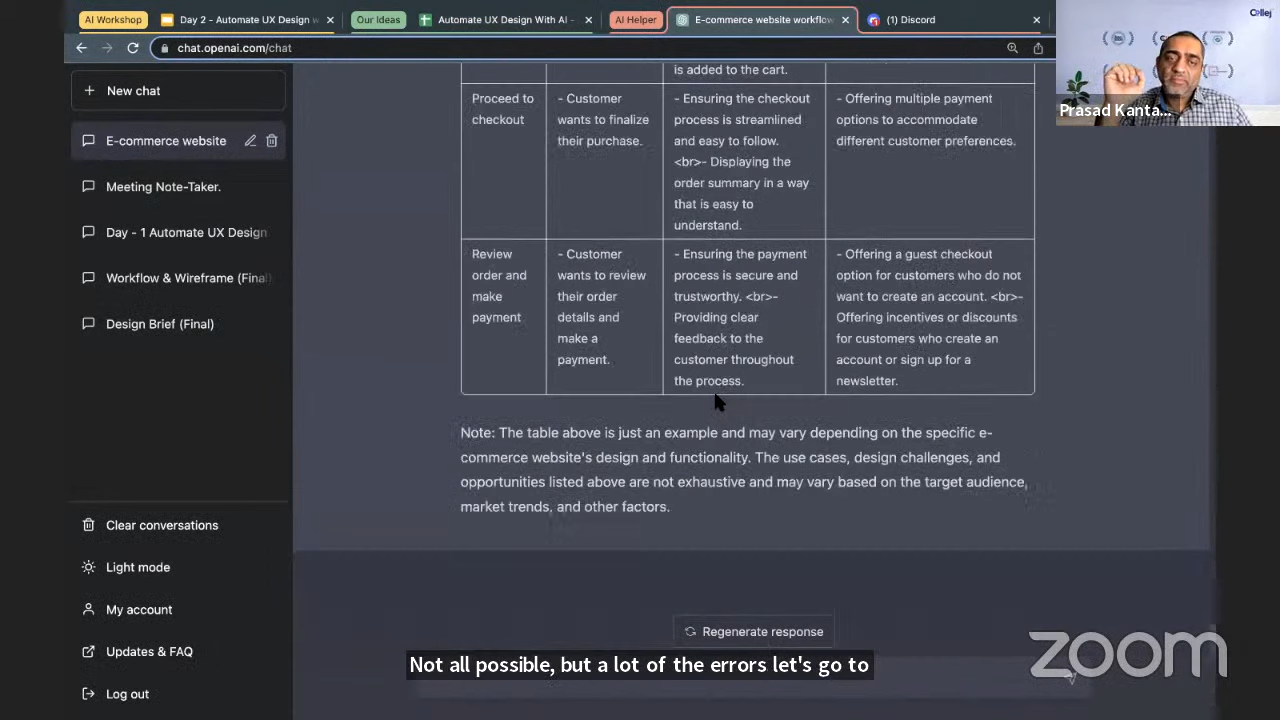 AI Workshop
Day 2 - Automate UX Design w
Our Ideas
Automate UX Design With AI -
AI Helper
E-commerce website workflow
(1) Discord
chat.openai.com/chat
Collej
Prasad Kanta...
New chat
E-commerce website
Meeting Note-Taker.
Day - 1 Automate UX Design
Workflow & Wireframe (Final)
Design Brief (Final)
Clear conversations
Light mode
My account
Updates & FAQ
Log out
is added to the cart.
Proceed to
checkout
- Customer
wants to finalize
their purchase.
- Ensuring the checkout
process is streamlined
and easy to follow.
<br>- Displaying the
order summary in a way
that is easy to
understand.
- Offering multiple payment
options to accommodate
different customer preferences.
Review
order and
make
payment
- Customer
wants to review
their order
details and
make a
payment.
- Ensuring the payment
process is secure and
trustworthy. <br>-
Providing clear
feedback to the
customer throughout
the process.
- Offering a guest checkout
option for customers who do not
want to create an account. <br>-
Offering incentives or discounts
for customers who create an
account or sign up for a
newsletter.
Note: The table above is just an example and may vary depending on the specific e-
commerce website's design and functionality. The use cases, design challenges, and
opportunities listed above are not exhaustive and may vary based on the target audience,
market trends, and other factors.
Regenerate response
Not all possible, but a lot of the errors let's go to
zoom